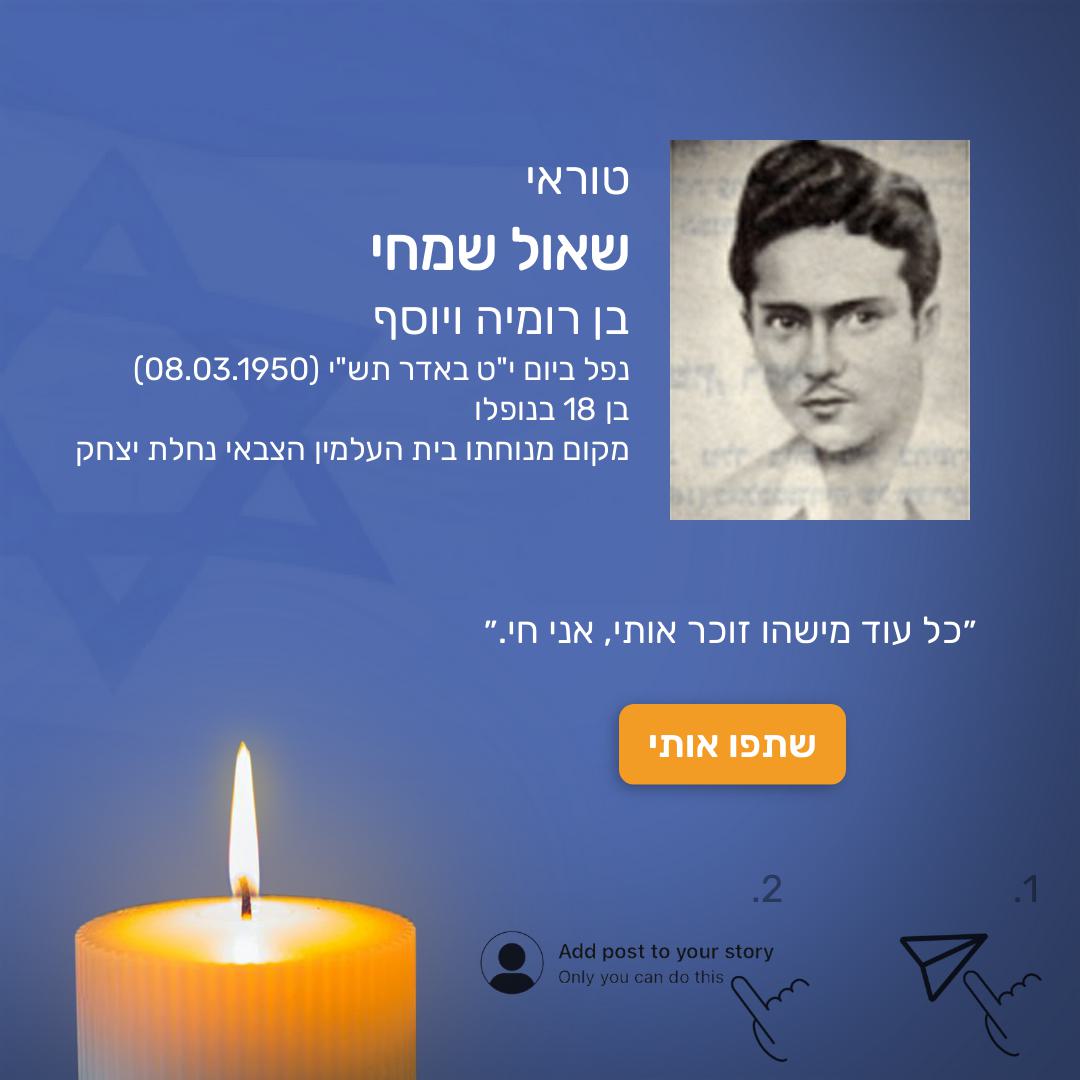 טוראי
שאול שמחי
בן רומיה ויוסף
נפל ביום י"ט באדר תש"י (08.03.1950)
בן 18 בנופלו
מקום מנוחתו בית העלמין הצבאי נחלת יצחק
״כל עוד מישהו זוכר אותי, אני חי.״
שתפו אותי
.1
.2
Add post to your story
Only you can do this